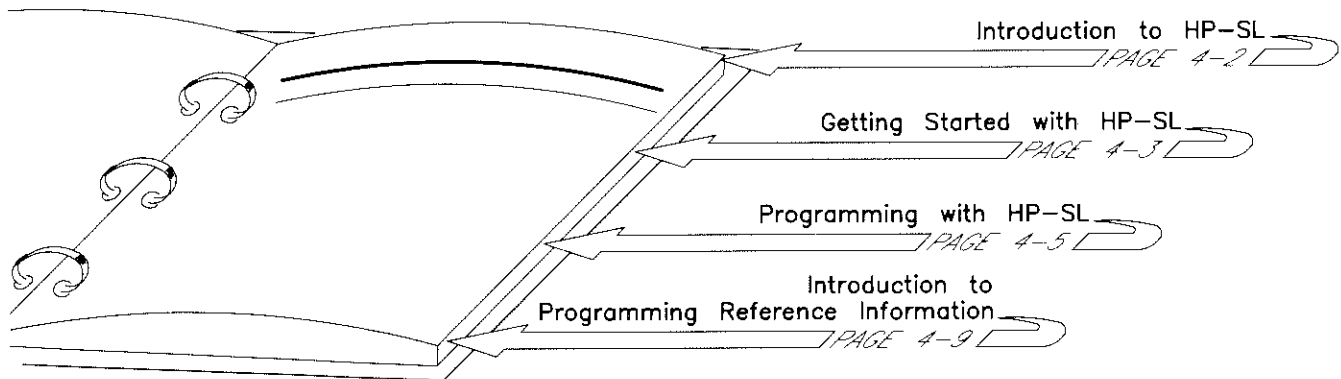 Introduction to HP-SL
PAGE 4-2
Getting Started with HP-SL
PAGE 4-3
Programming with HP-SL
PAGE 4-5
Introduction to
Programming Reference Information
PAGE 4-9